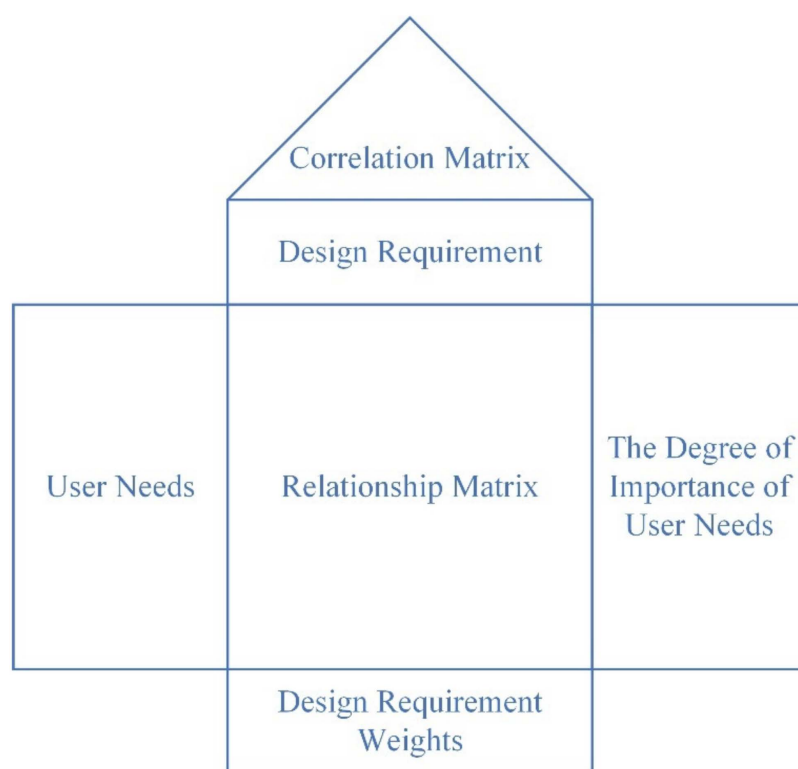 Correlation Matrix
Design Requirement
User Needs
Relationship Matrix
The Degree of
Importance of
User Needs
Design Requirement
Weights